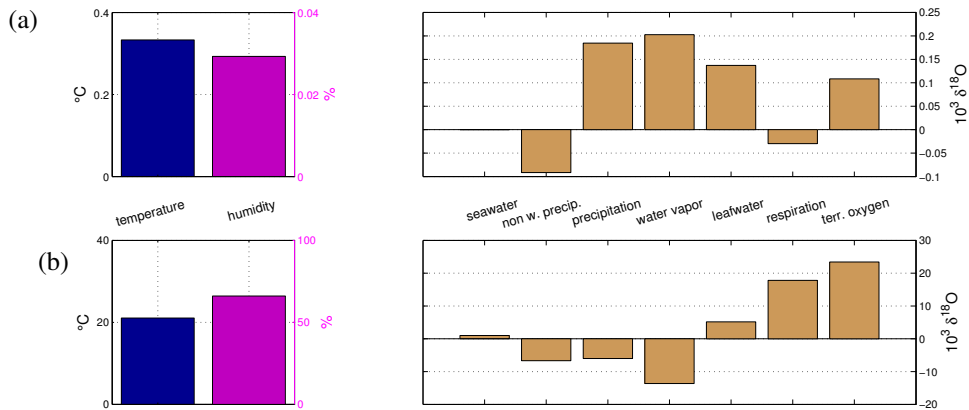 (a)
0.4
0.2
0
°C
0.04
0.02
0
%
0.25
0.2
0.15
0.1
0.05
0
−0.05
−0.1
10³ δ¹⁸O
temperature
humidity
seawater
non w. precip.
precipitation
water vapor
leafwater
respiration
terr. oxygen
(b)
40
20
0
°C
100
50
0
%
30
20
10
0
−10
−20
10³ δ¹⁸O